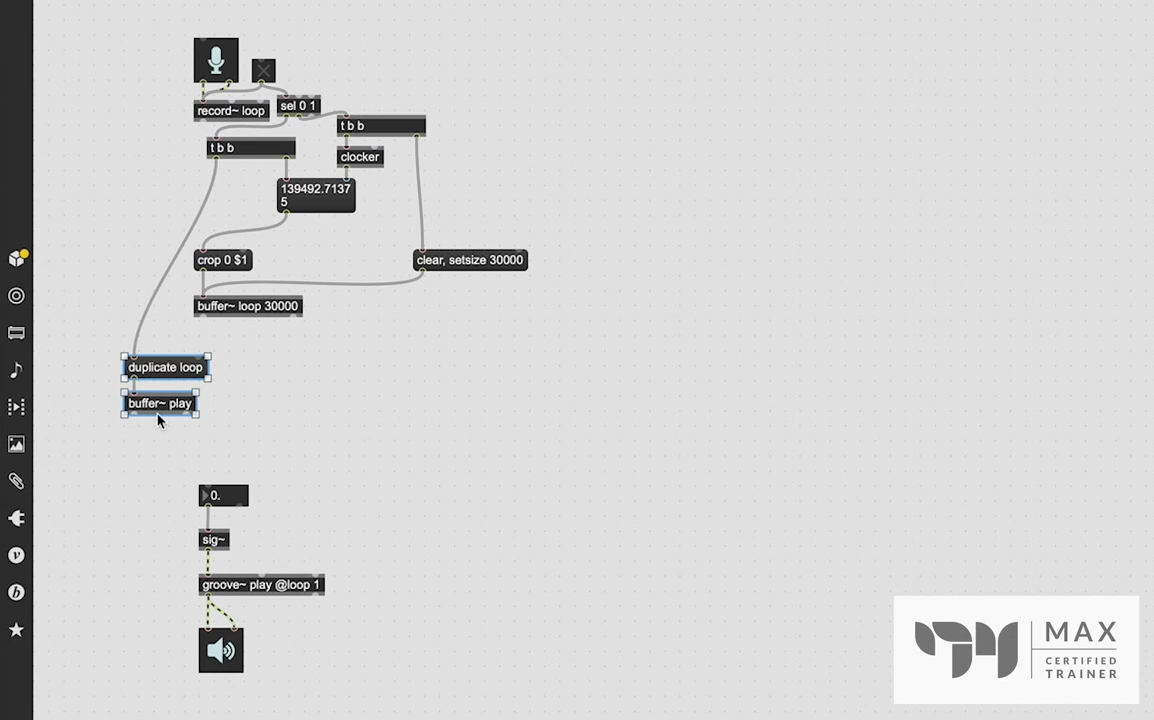 record~ loop
sel 0 1
t b b
t b b
clocker
139492.7137
5
crop 0 $1
clear, setsize 30000
buffer~ loop 30000
duplicate loop
buffer~ play
0.
sig~
groove~ play @loop 1
MAX
CERTIFIED
TRAINER